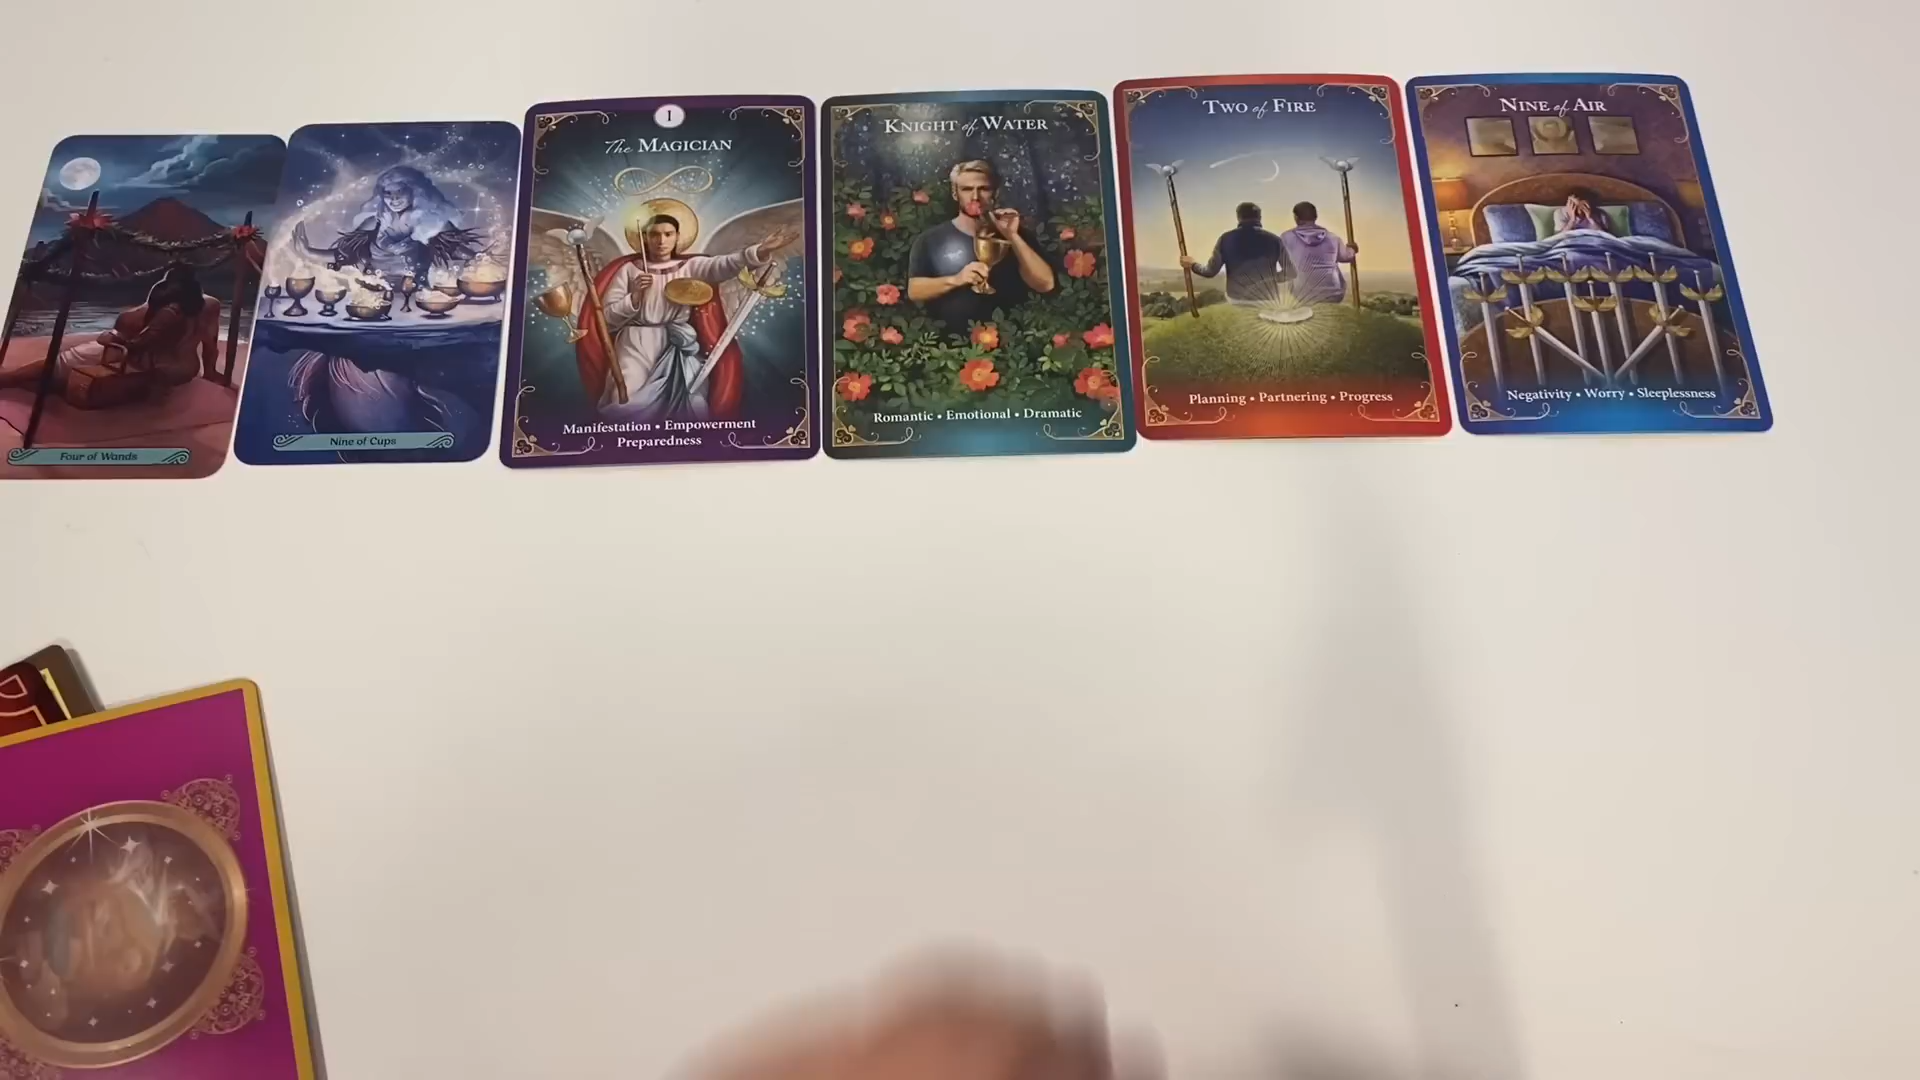 Four of Wands
Nine of Cups
1
The MAGICIAN
Manifestation • Empowerment
Preparedness
KNIGHT of WATER
Romantic • Emotional • Dramatic
TWO of FIRE
Planning • Partnering • Progress
NINE of AIR
Negativity • Worry • Sleeplessness